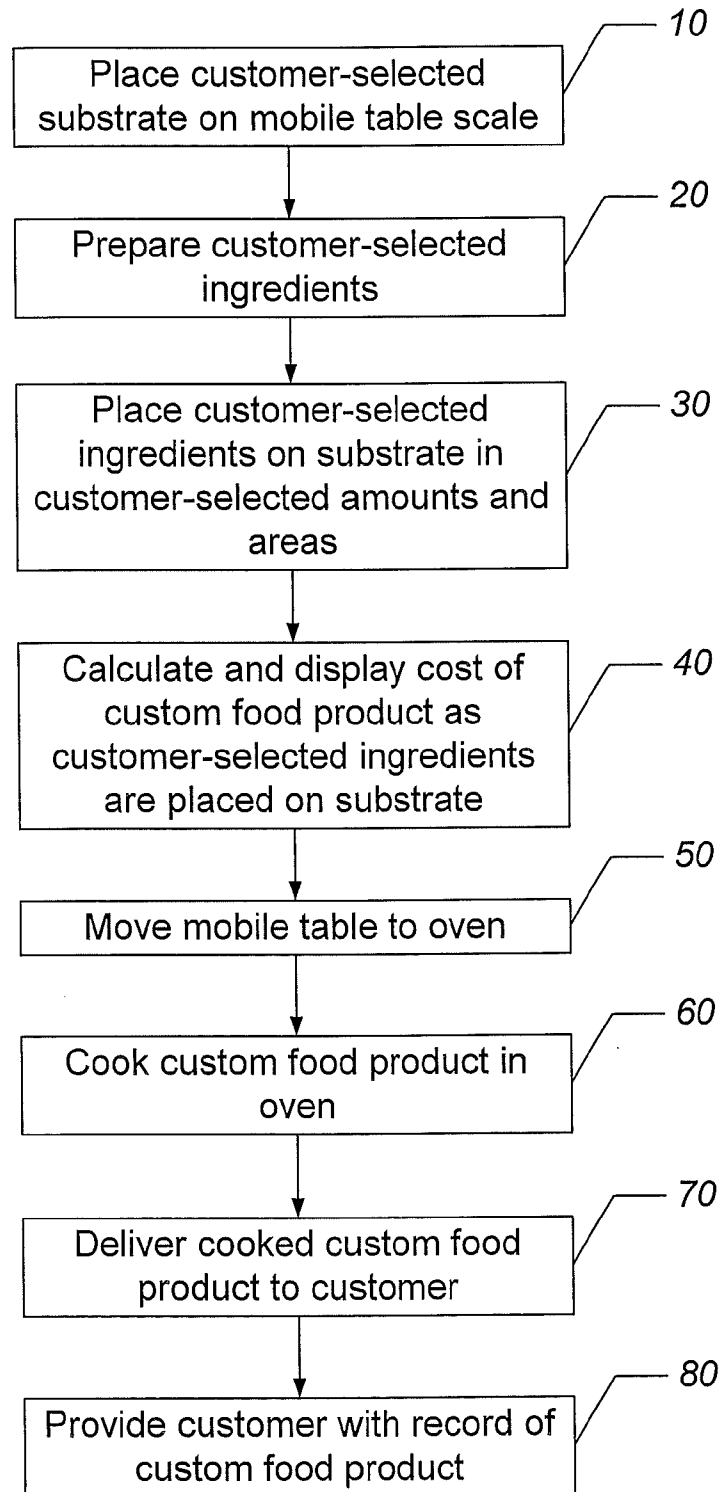 10
Place customer-selected
substrate on mobile table scale
20
Prepare customer-selected
ingredients
30
Place customer-selected
ingredients on substrate in
customer-selected amounts and
areas
40
Calculate and display cost of
custom food product as
customer-selected ingredients
are placed on substrate
50
Move mobile table to oven
60
Cook custom food product in
oven
70
Deliver cooked custom food
product to customer
80
Provide customer with record of
custom food product